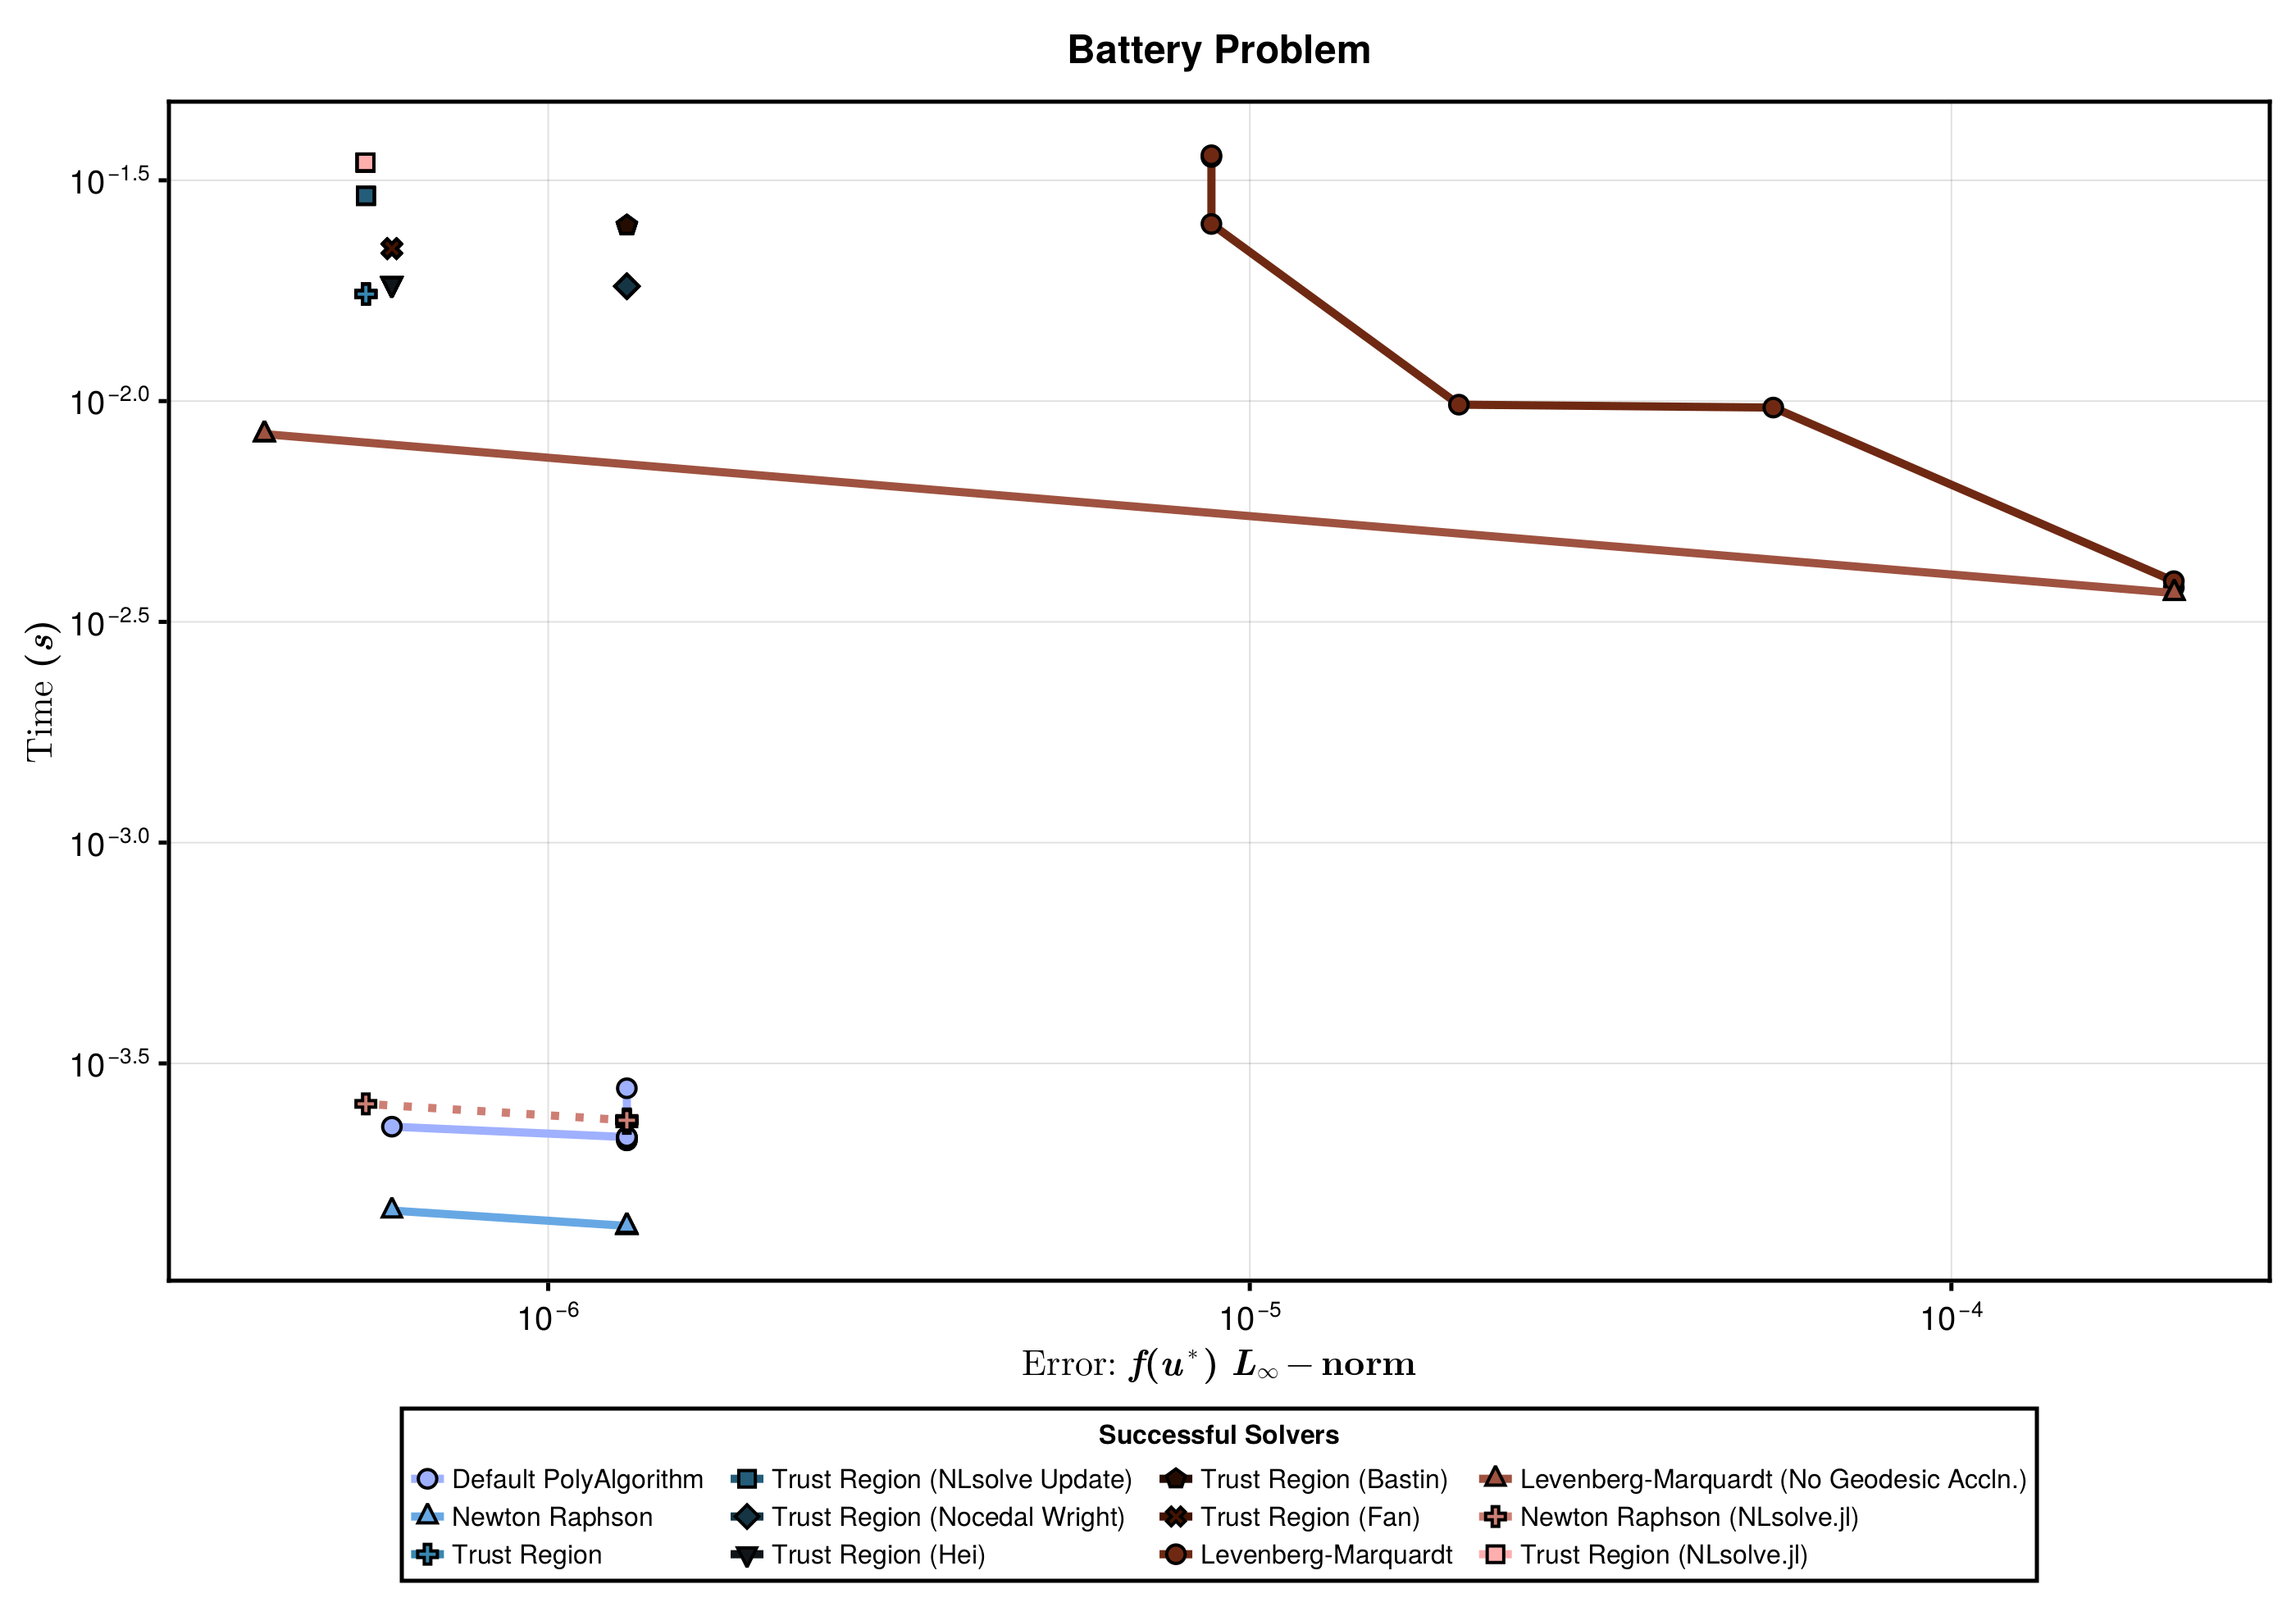 Battery Problem
Time (s)
10^−1.5
10^−2.0
10^−2.5
10^−3.0
10^−3.5
10^−6 10^−5 10^−4
Error: f(u*) L∞ − norm
Successful Solvers
Default PolyAlgorithm Trust Region (NLsolve Update) Trust Region (Bastin) Levenberg-Marquardt (No Geodesic Accln.)
Newton Raphson Trust Region (Nocedal Wright) Trust Region (Fan) Newton Raphson (NLsolve.jl)
Trust Region Trust Region (Hei) Levenberg-Marquardt Trust Region (NLsolve.jl)